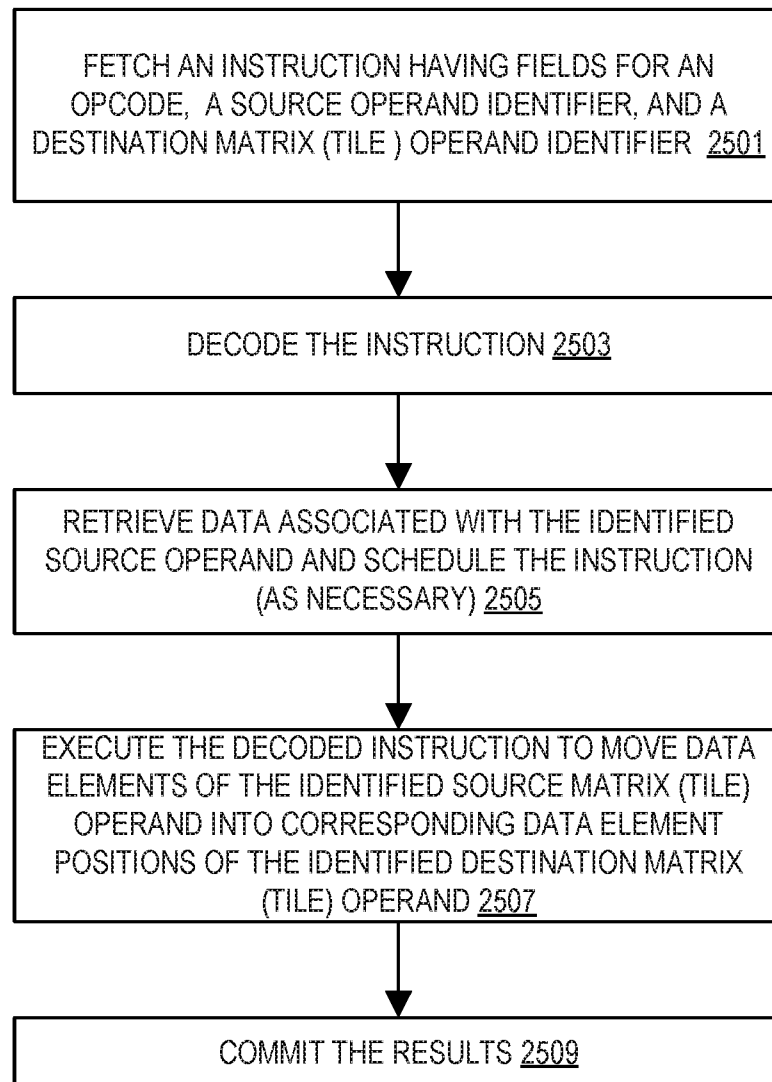 FETCH AN INSTRUCTION HAVING FIELDS FOR AN
OPCODE, A SOURCE OPERAND IDENTIFIER, AND A
DESTINATION MATRIX (TILE ) OPERAND IDENTIFIER 2501
DECODE THE INSTRUCTION 2503
RETRIEVE DATA ASSOCIATED WITH THE IDENTIFIED
SOURCE OPERAND AND SCHEDULE THE INSTRUCTION
(AS NECESSARY) 2505
EXECUTE THE DECODED INSTRUCTION TO MOVE DATA
ELEMENTS OF THE IDENTIFIED SOURCE MATRIX (TILE)
OPERAND INTO CORRESPONDING DATA ELEMENT
POSITIONS OF THE IDENTIFIED DESTINATION MATRIX
(TILE) OPERAND 2507
COMMIT THE RESULTS 2509